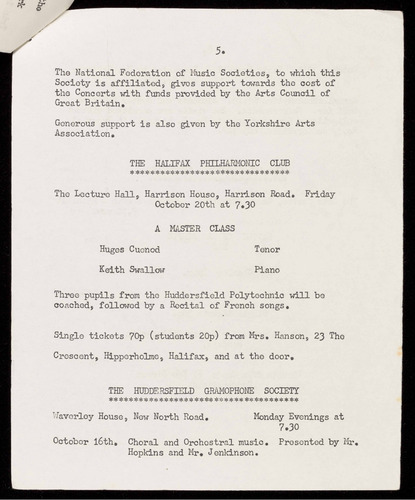 5.
The National Federation of Music Societies, to which this
Society is affiliated, gives support towards the cost of
the Concerts with funds provided by the Arts Council of
Great Britain.
Generous support is also given by the Yorkshire Arts
Association.
THE HALIFAX PHILHARMONIC CLUB
******************************
The Lecture Hall, Harrison House, Harrison Road. Friday
October 20th at 7.30
A MASTER CLASS
Huges Cuenod Tenor
Keith Swallow Piano
Three pupils from the Huddersfield Polytechnic will be
coached, followed by a Recital of French songs.
Single tickets 70p (students 20p) from Mrs. Hanson, 23 The
Crescent, Hipperholme, Halifax, and at the door.
THE HUDDERSFIELD GRAMOPHONE SOCIETY
***********************************
Waverley House, New North Road. Monday Evenings at
7.30
October 16th. Choral and Orchestral music. Presented by Mr.
Hopkins and Mr. Jenkinson.